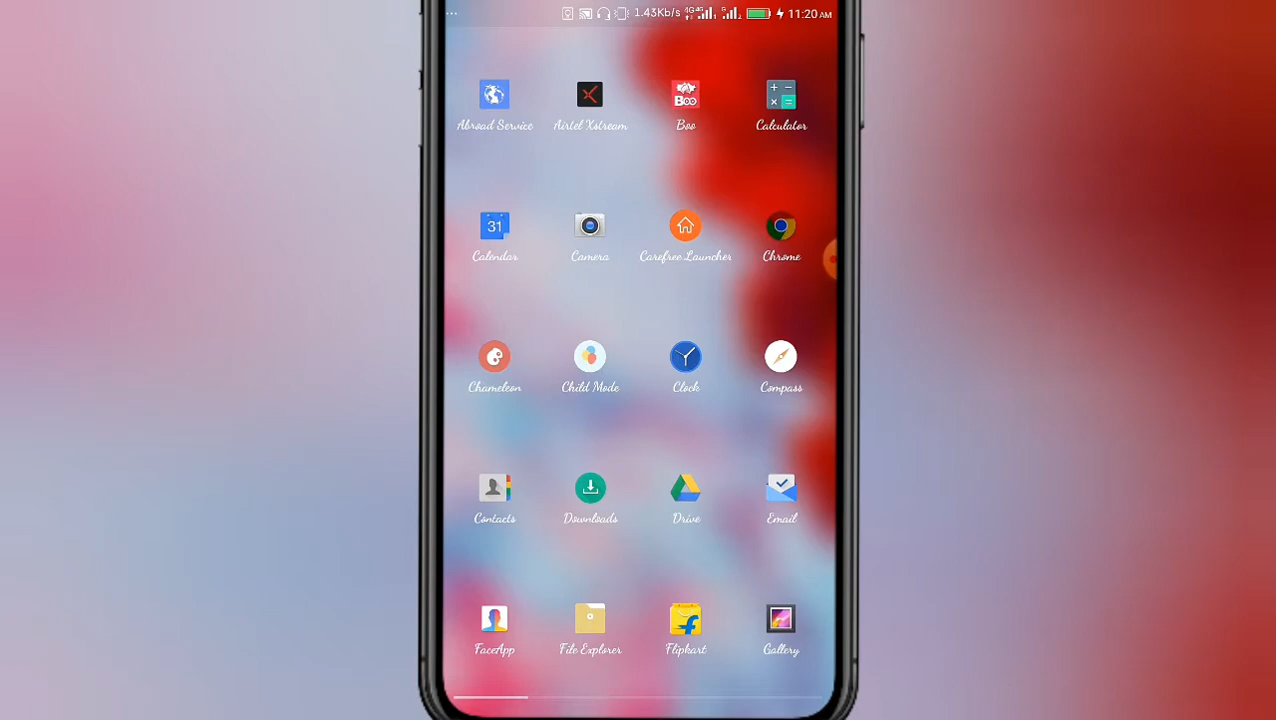 ... 1.43Kb/s 4G 11:20 AM
Abroad Service Airtel Xstream Boo Calculator
31
Calendar Camera Carefree Launcher Chrome
Chameleon Child Mode Clock Compass
Contacts Downloads Drive Email
FaceApp File Explorer Flipkart Gallery